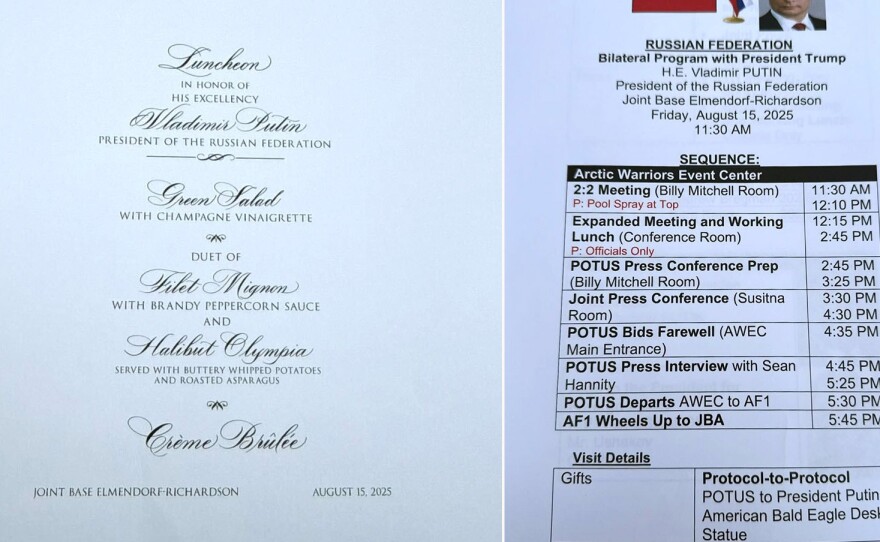 Luncheon
IN HONOR OF
HIS EXCELLENCY
Vladimir Putin
PRESIDENT OF THE RUSSIAN FEDERATION
Green Salad
WITH CHAMPAGNE VINAIGRETTE
DUET OF
Filet Mignon
WITH BRANDY PEPPERCORN SAUCE
AND
Halibut Olympia
SERVED WITH BUTTERY WHIPPED POTATOES
AND ROASTED ASPARAGUS
Crème Brûlée
JOINT BASE ELMENDORF-RICHARDSON AUGUST 15, 2025
RUSSIAN FEDERATION
Bilateral Program with President Trump
H.E. Vladimir PUTIN
President of the Russian Federation
Joint Base Elmendorf-Richardson
Friday, August 15, 2025
11:30 AM
SEQUENCE:
Arctic Warriors Event Center
2:2 Meeting (Billy Mitchell Room) 11:30 AM
P: Pool Spray at Top 12:10 PM
Expanded Meeting and Working 12:15 PM
Lunch (Conference Room) 2:45 PM
P: Officials Only
POTUS Press Conference Prep 2:45 PM
(Billy Mitchell Room) 3:25 PM
Joint Press Conference (Susitna 3:30 PM
Room) 4:30 PM
POTUS Bids Farewell (AWEC 4:35 PM
Main Entrance)
POTUS Press Interview with Sean 4:45 PM
Hannity 5:25 PM
POTUS Departs AWEC to AF1 5:30 PM
AF1 Wheels Up to JBA 5:45 PM
Visit Details
Gifts Protocol-to-Protocol
POTUS to President Putin
American Bald Eagle Desk
Statue